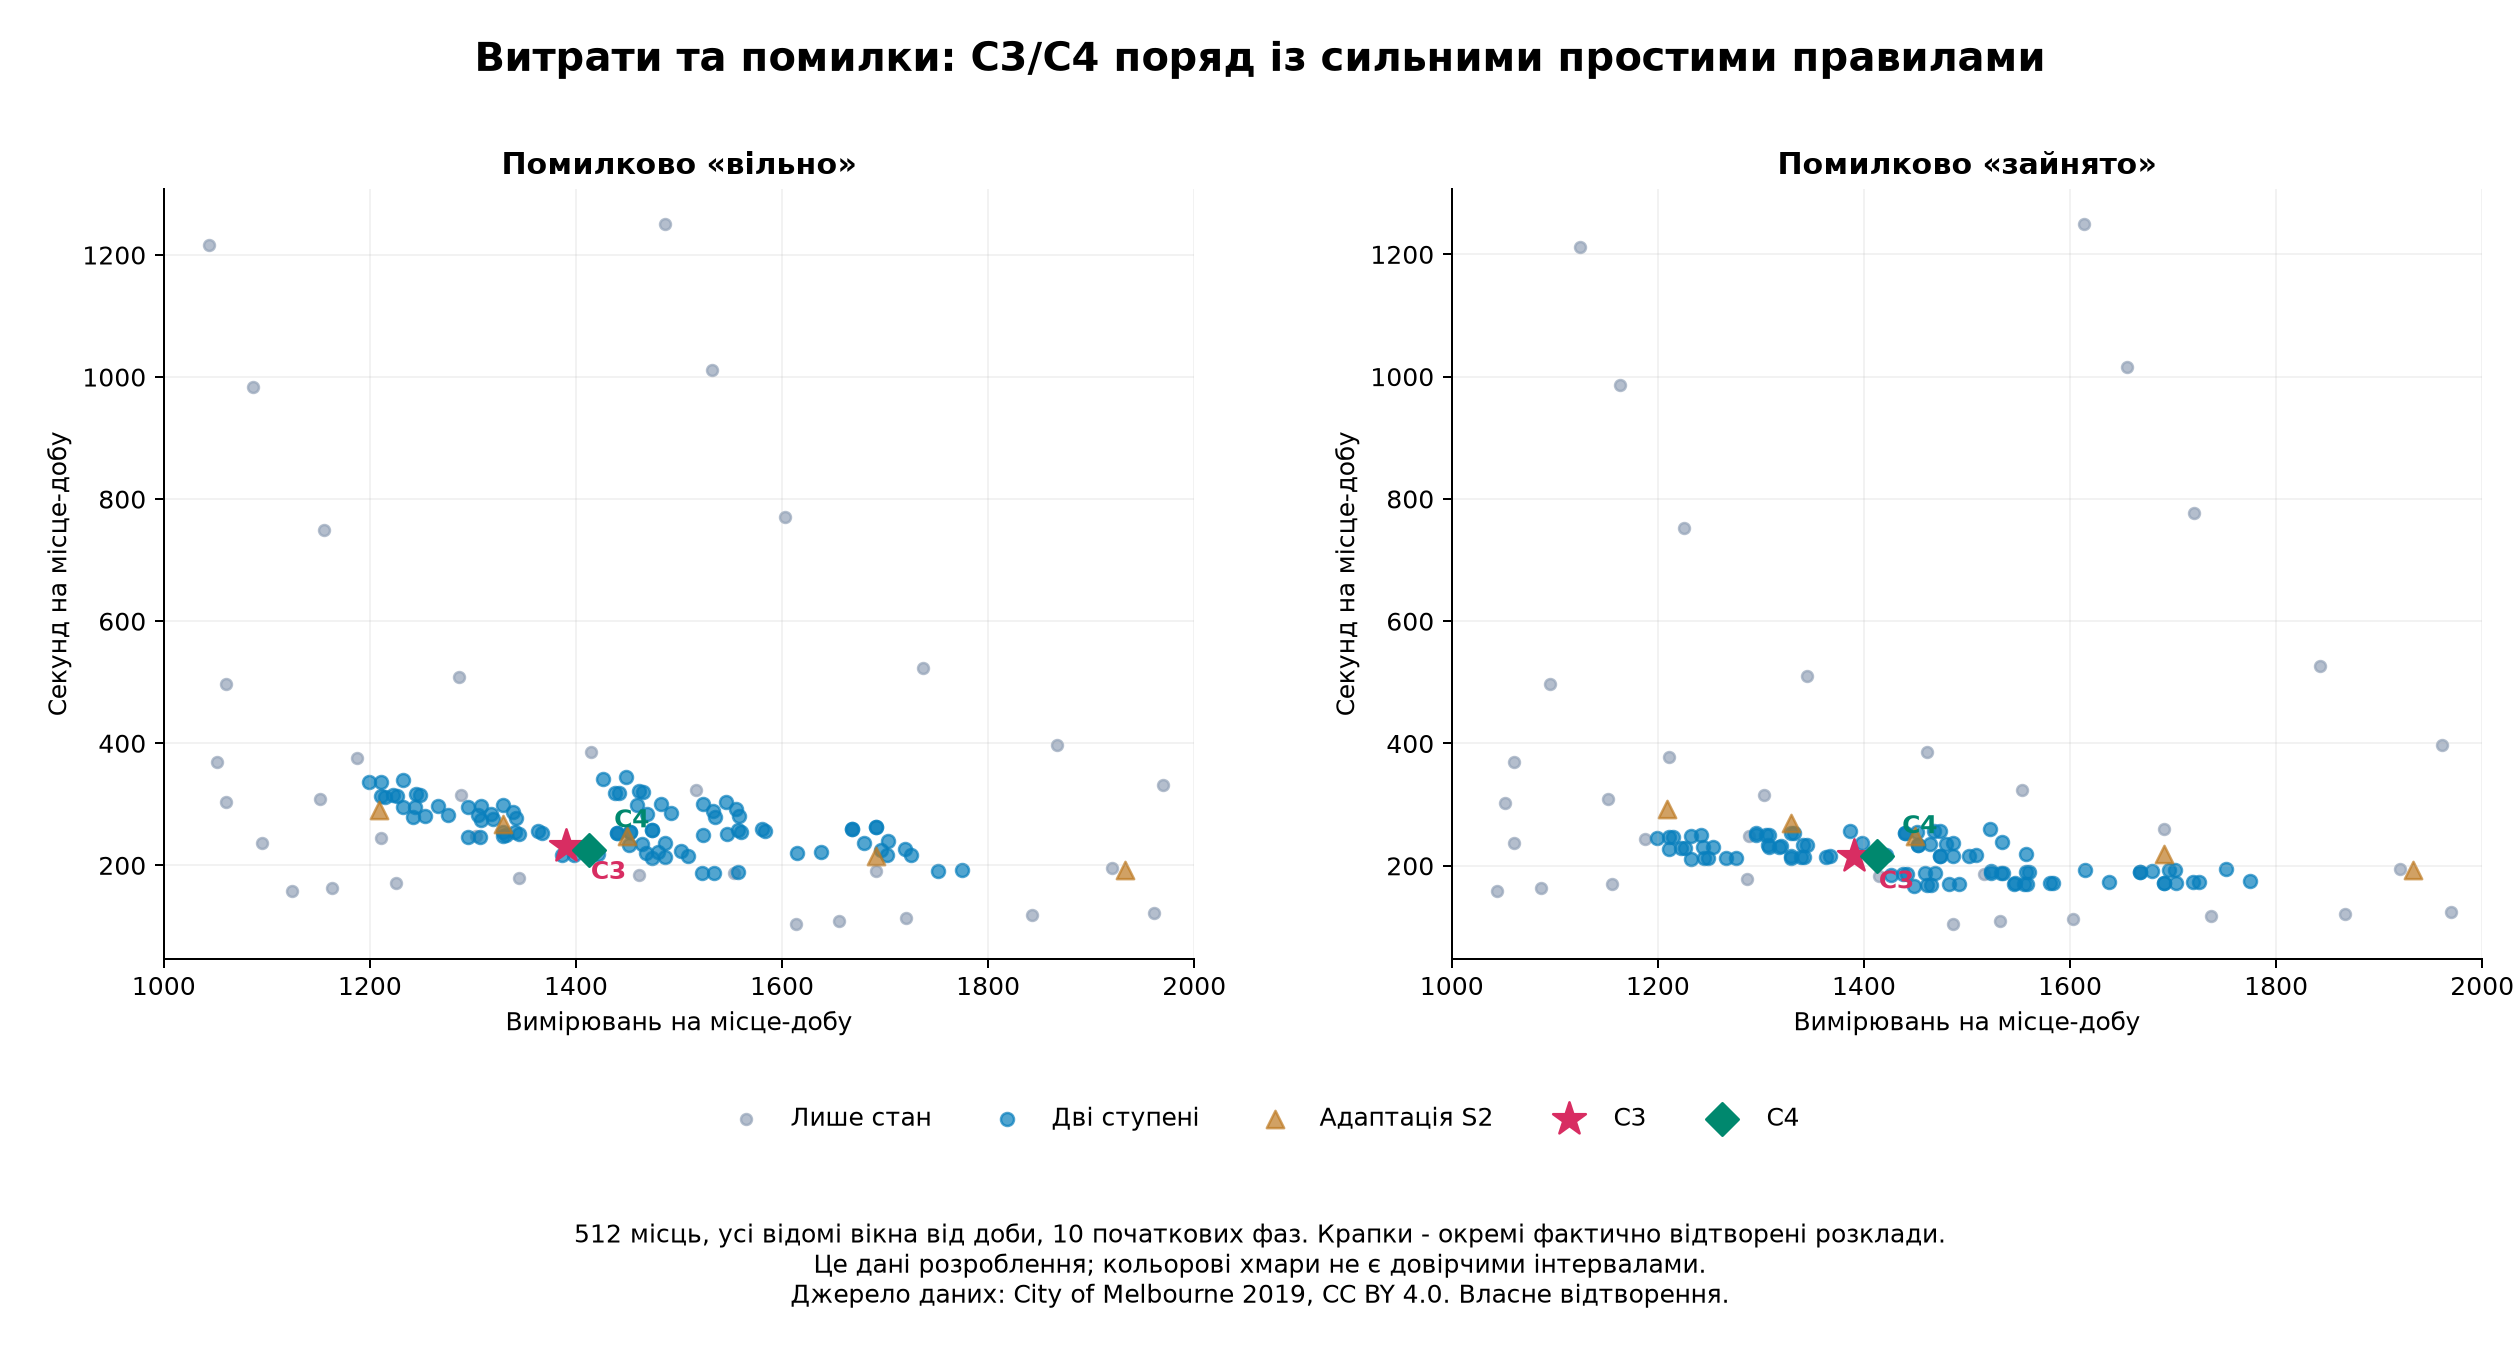 Витрати та помилки: C3/C4 поряд із сильними простими правилами
Помилково «вільно»
1200
1000
800
600
400
200
Секунд на місце-добу
C4
C3
1000 1200 1400 1600 1800 2000
Вимірювань на місце-добу
Помилково «зайнято»
1200
1000
800
600
400
200
Секунд на місце-добу
C4
C3
1000 1200 1400 1600 1800 2000
Вимірювань на місце-добу
Лише стан Дві ступені Адаптація S2 C3 C4
512 місць, усі відомі вікна від доби, 10 початкових фаз. Крапки - окремі фактично відтворені розклади.
Це дані розроблення; кольорові хмари не є довірчими інтервалами.
Джерело даних: City of Melbourne 2019, CC BY 4.0. Власне відтворення.